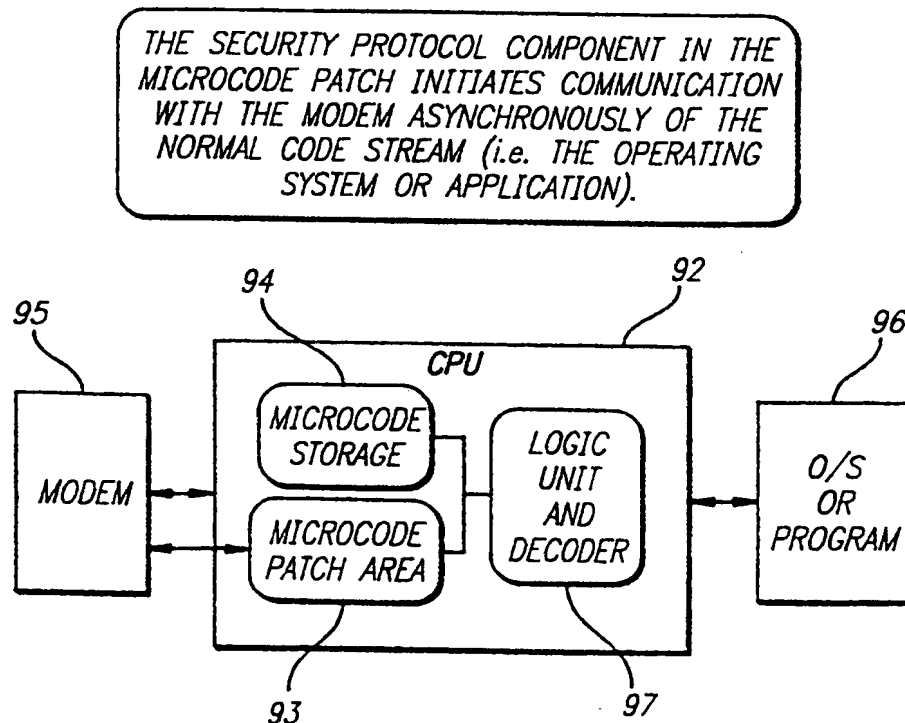 THE SECURITY PROTOCOL COMPONENT IN THE
MICROCODE PATCH INITIATES COMMUNICATION
WITH THE MODEM ASYNCHRONOUSLY OF THE
NORMAL CODE STREAM (i.e. THE OPERATING
SYSTEM OR APPLICATION).
94
92
95
96
CPU
MICROCODE
STORAGE
LOGIC
UNIT
AND
DECODER
MODEM
O/S
OR
PROGRAM
MICROCODE
PATCH AREA
93
97